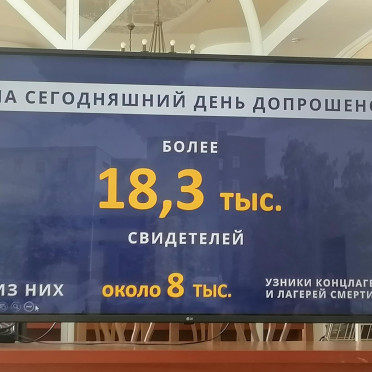 НА СЕГОДНЯШНИЙ ДЕНЬ ДОПРОШЕНО
БОЛЕЕ
18,3 тыс.
СВИДЕТЕЛЕЙ
ИЗ НИХ
около 8 тыс.
УЗНИКИ КОНЦЛАГЕ
И ЛАГЕРЕЙ СМЕРТИ
LG